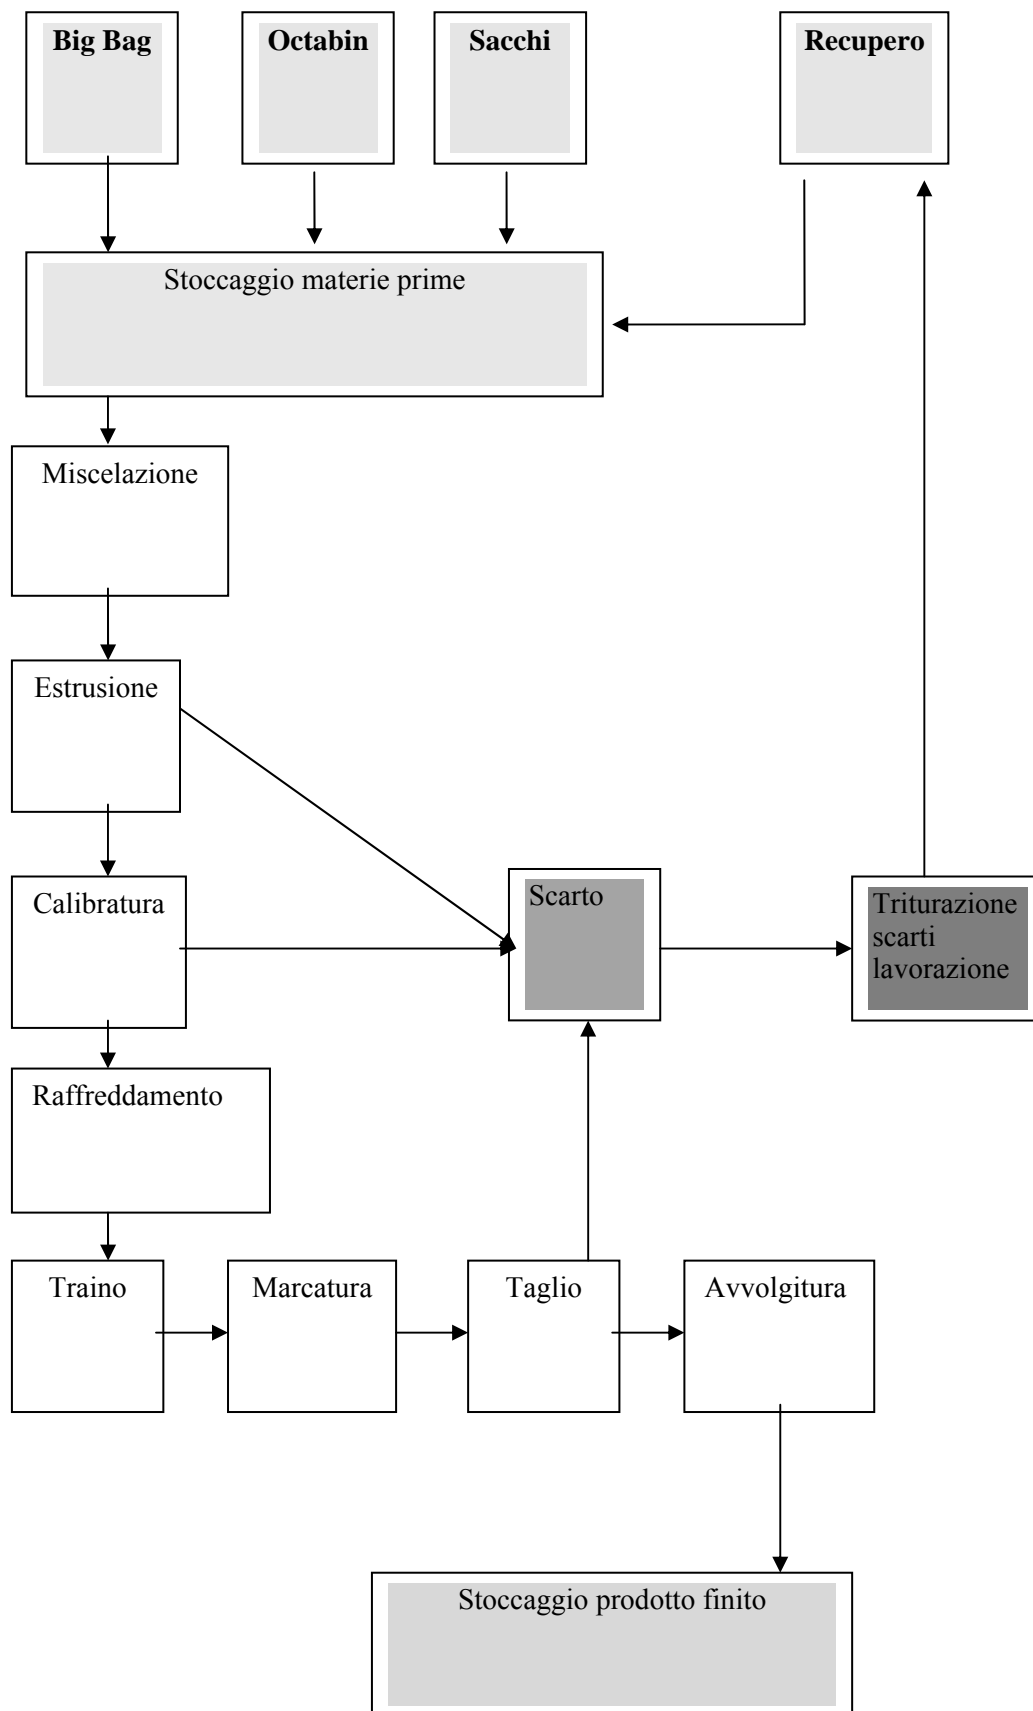 Big Bag
Octabin
Sacchi
Recupero
Stoccaggio materie prime
Miscelazione
Estrusione
Calibratura
Scarto
Triturazione
scarti
lavorazione
Raffreddamento
Traino
Marcatura
Taglio
Avvolgitura
Stoccaggio prodotto finito